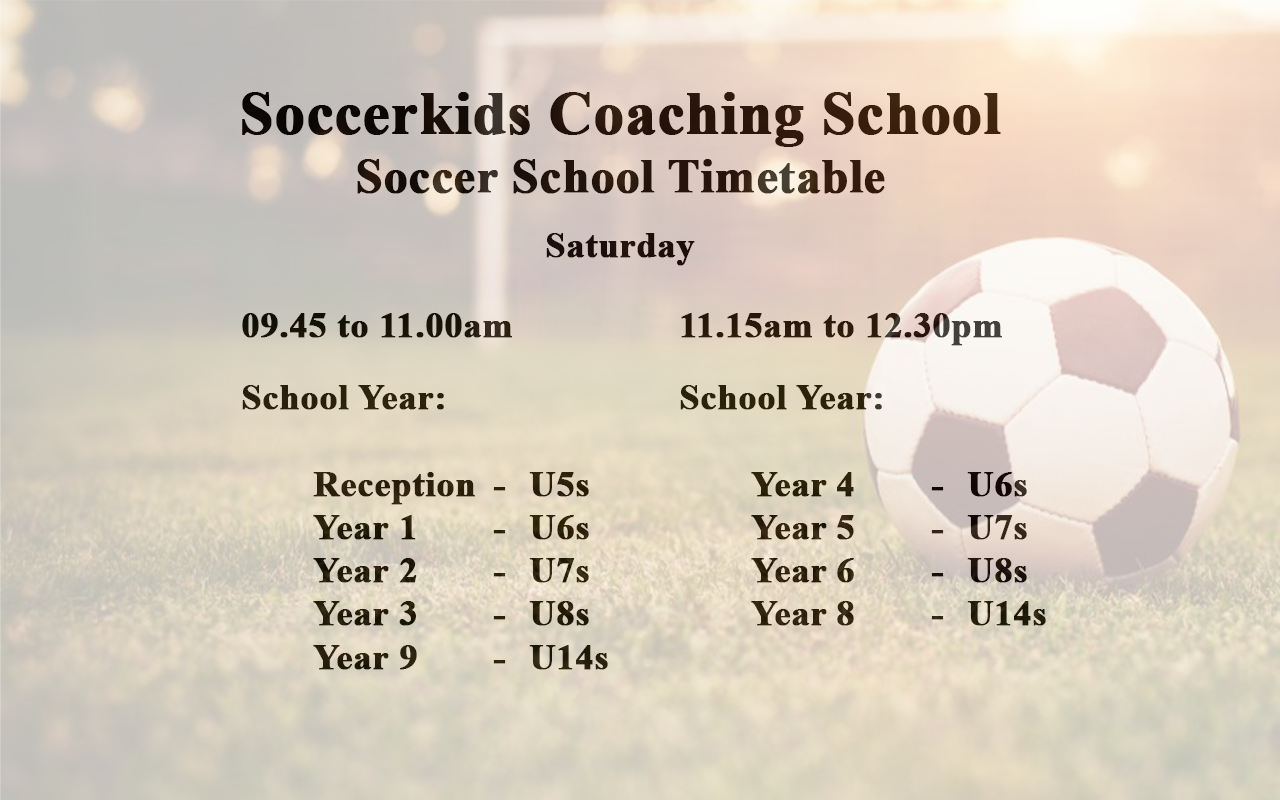 Soccerkids Coaching School
Soccer School Timetable
Saturday
09.45 to 11.00am
School Year:
Reception - U5s
Year 1 - U6s
Year 2 - U7s
Year 3 - U8s
Year 9 - U14s
11.15am to 12.30pm
School Year:
Year 4 - U6s
Year 5 - U7s
Year 6 - U8s
Year 8 - U14s